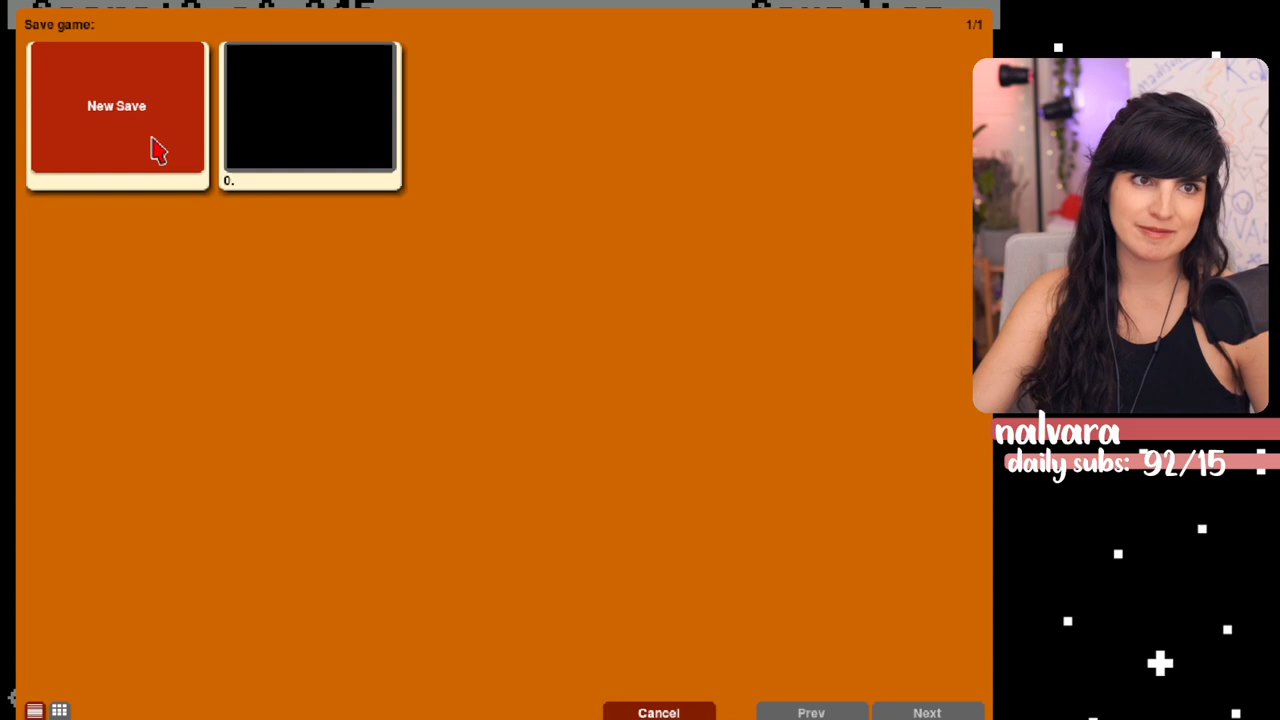 Save game:
1/1
New Save
0.
nalvara
daily subs: 92/15
Cancel
Prev
Next